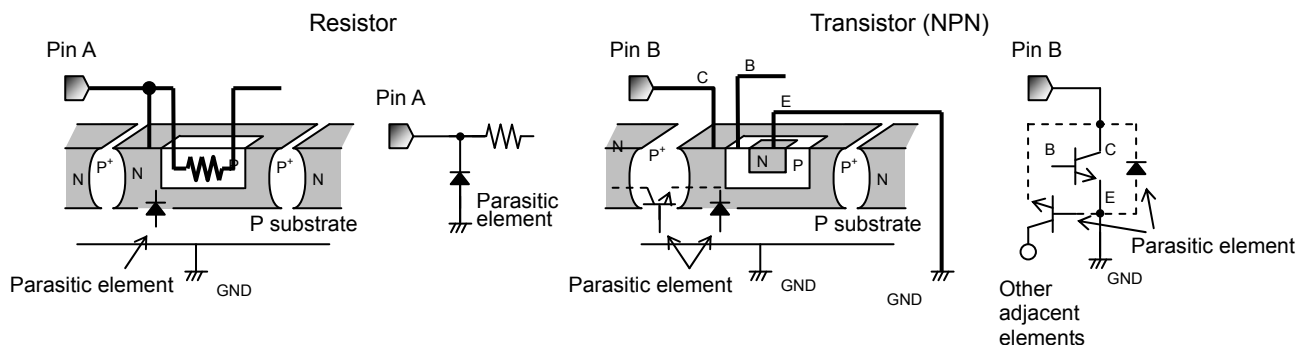 Resistor
Transistor (NPN)
Pin A
Pin A
N
P+
N
P
P+
N
P substrate
Parasitic element
GND
Parasitic
element
Pin B
C
B
E
N
P+
N
P
P+
N
P substrate
Parasitic element
GND
GND
Pin B
B
C
E
Parasitic element
GND
Other
adjacent
elements